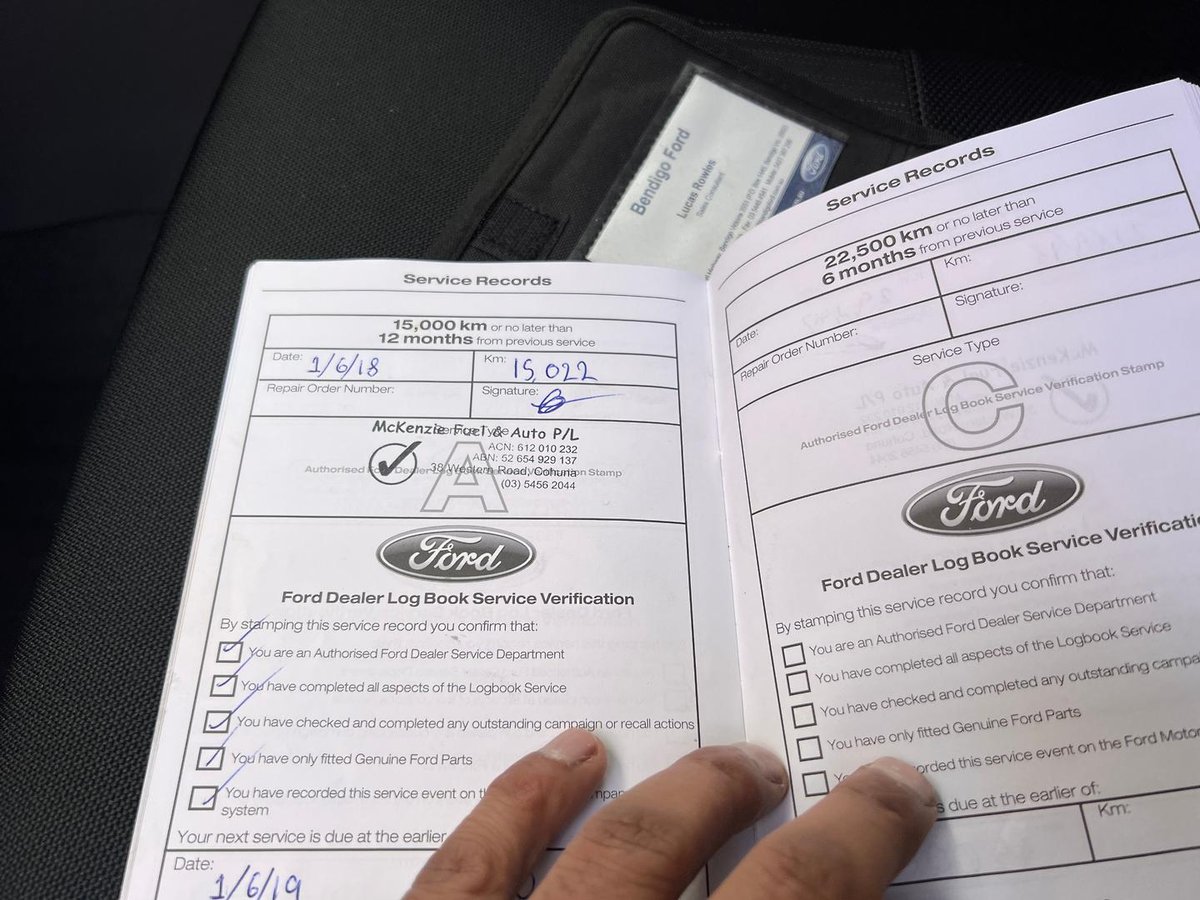 Bendigo Ford
Lucas Rowles
Sales Consultant
Ford
Service Records
15,000 km or no later than
12 months from previous service
Date: 1/6/18
Km: 15,022
Repair Order Number:
Signature:
Service Type
McKenzie Fuel & Auto P/L
ACN: 612 010 232
ABN: 52 654 929 137
Authorised Ford Dealer Log Book Service Verification Stamp
38 Western Road, Cohuna
(03) 5456 2044
A
Ford
Ford Dealer Log Book Service Verification
By stamping this service record you confirm that:
You are an Authorised Ford Dealer Service Department
You have completed all aspects of the Logbook Service
You have checked and completed any outstanding campaign or recall actions
You have only fitted Genuine Ford Parts
You have recorded this service event on
system
Your next service is due at the earlier
Date:
1/6/19
Service Records
22,500 km or no later than
6 months from previous service
Date:
Km:
Repair Order Number:
Signature:
Service Type
C
Authorised Ford Dealer Log Book Service Verification Stamp
Ford
Ford Dealer Log Book Service Verificatio
By stamping this service record you confirm that:
You are an Authorised Ford Dealer Service Department
You have completed all aspects of the Logbook Service
You have checked and completed any outstanding campa
You have only fitted Genuine Ford Parts
orded this service event on the Ford Motor
s due at the earlier of:
Km: